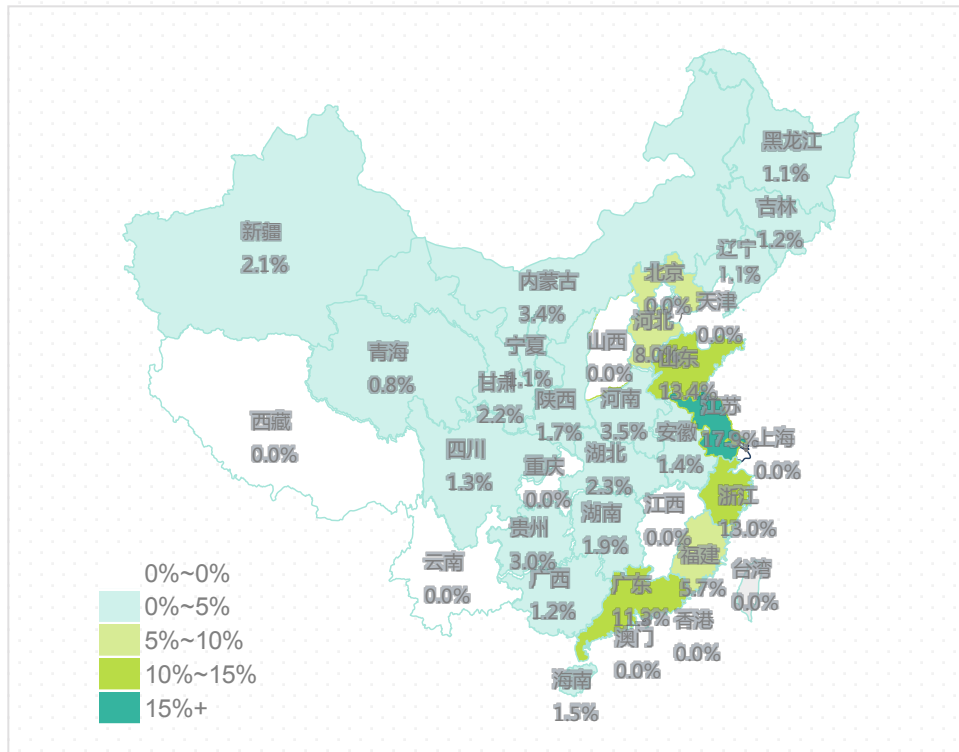 黑龙江
1.1%
吉林
1.2%
新疆
2.1%
辽宁
1.1%
内蒙古
3.4%
北京
0.0%
天津
0.0%
河北
8.0%
山西
0.0%
山东
13.4%
宁夏
1.1%
青海
0.8%
甘肃
2.2%
陕西
1.7%
河南
3.5%
江苏
17.9%
安徽
1.4%
上海
0.0%
西藏
0.0%
四川
1.3%
重庆
0.0%
湖北
2.3%
浙江
13.0%
江西
0.0%
湖南
1.9%
贵州
3.0%
云南
0.0%
福建
5.7%
台湾
0.0%
广西
1.2%
广东
11.3%
香港
0.0%
澳门
0.0%
海南
1.5%
0%~0%
0%~5%
5%~10%
10%~15%
15%+